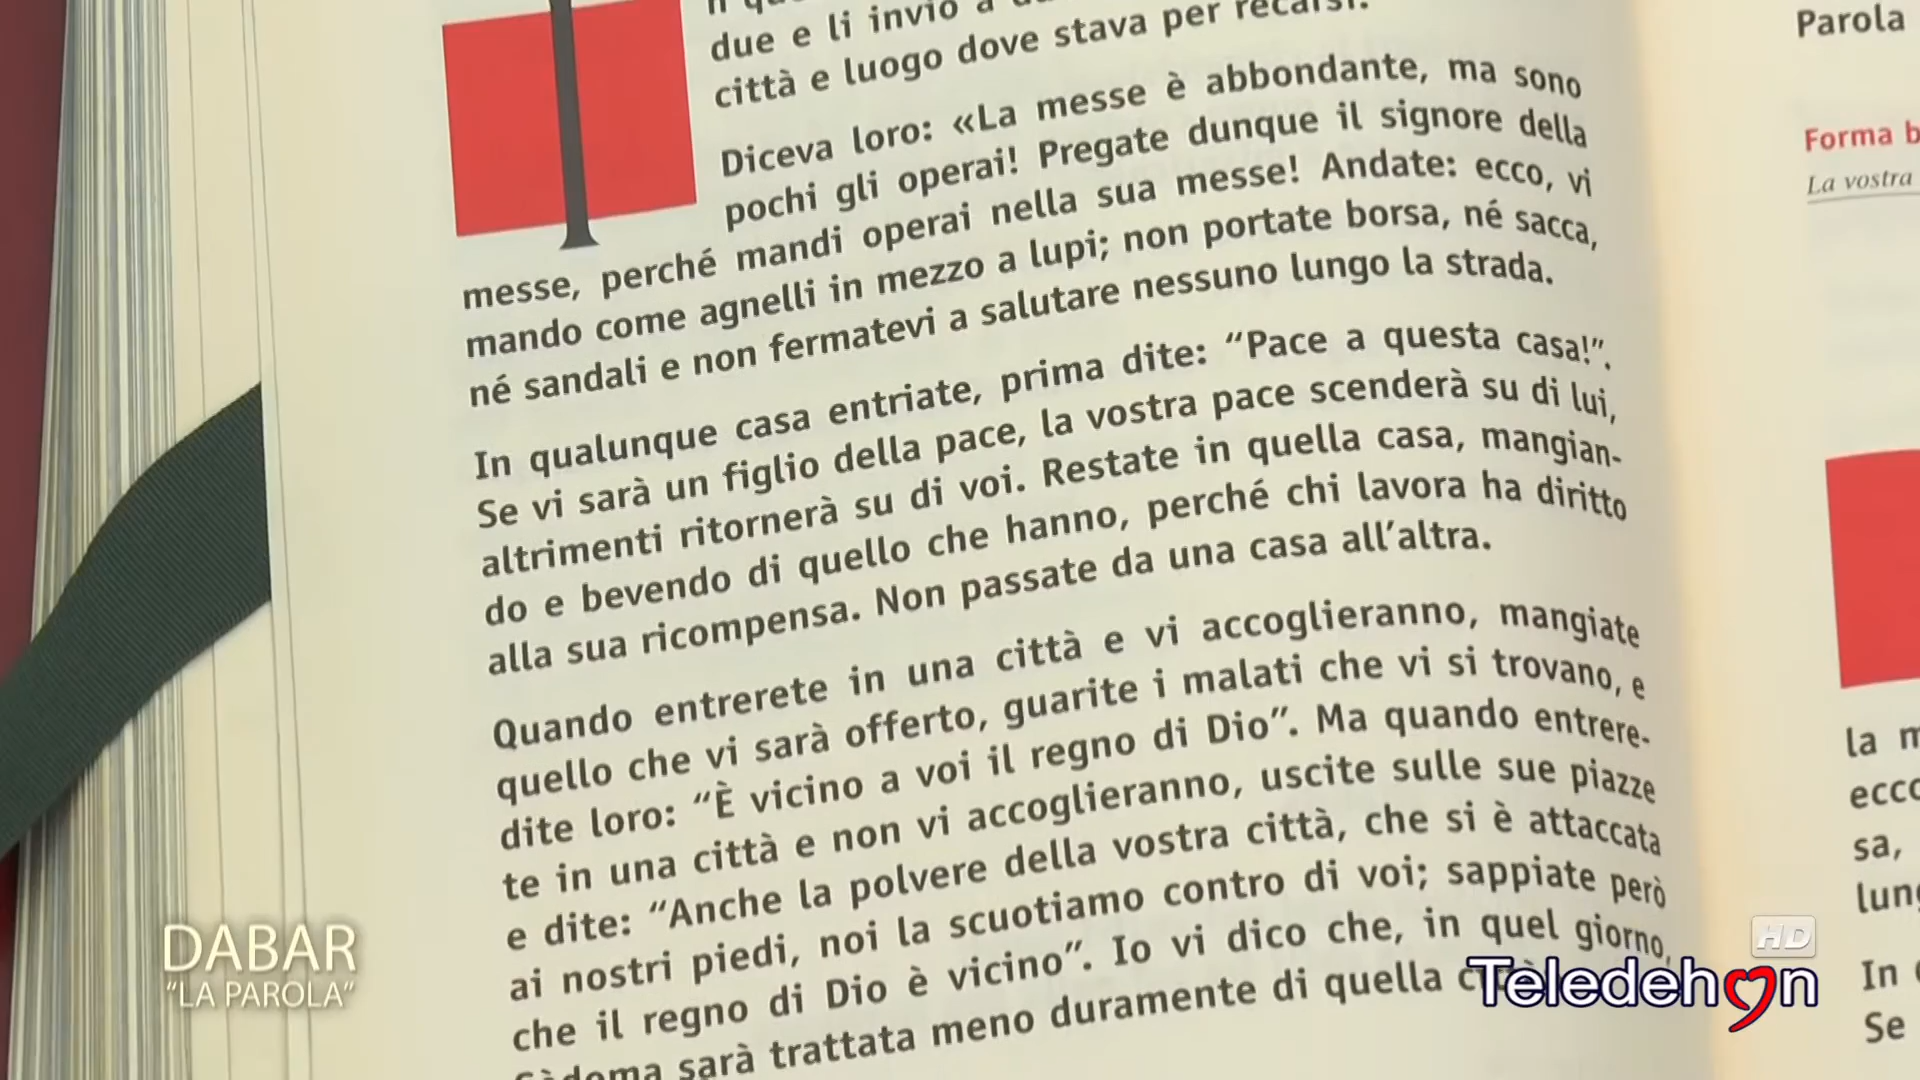 due e li inviò a
città e luogo dove stava per recarsi.
Diceva loro: «La messe è abbondante, ma sono
pochi gli operai! Pregate dunque il signore della
messe, perché mandi operai nella sua messe! Andate: ecco, vi
mando come agnelli in mezzo a lupi; non portate borsa, né sacca,
né sandali e non fermatevi a salutare nessuno lungo la strada.
In qualunque casa entriate, prima dite: “Pace a questa casa!”.
Se vi sarà un figlio della pace, la vostra pace scenderà su di lui,
altrimenti ritornerà su di voi. Restate in quella casa, mangian-
do e bevendo di quello che hanno, perché chi lavora ha diritto
alla sua ricompensa. Non passate da una casa all’altra.
Quando entrerete in una città e vi accoglieranno, mangiate
quello che vi sarà offerto, guarite i malati che vi si trovano, e
dite loro: “È vicino a voi il regno di Dio”. Ma quando entrere-
te in una città e non vi accoglieranno, uscite sulle sue piazze
e dite: “Anche la polvere della vostra città, che si è attaccata
ai nostri piedi, noi la scuotiamo contro di voi; sappiate però
che il regno di Dio è vicino”. Io vi dico che, in quel giorno,
Sòdoma sarà trattata meno duramente di quella
Parola
Forma b
La vostra
la m
ecco
sa,
lung
In
Se
DABAR
“LA PAROLA”
HD
Teledehon